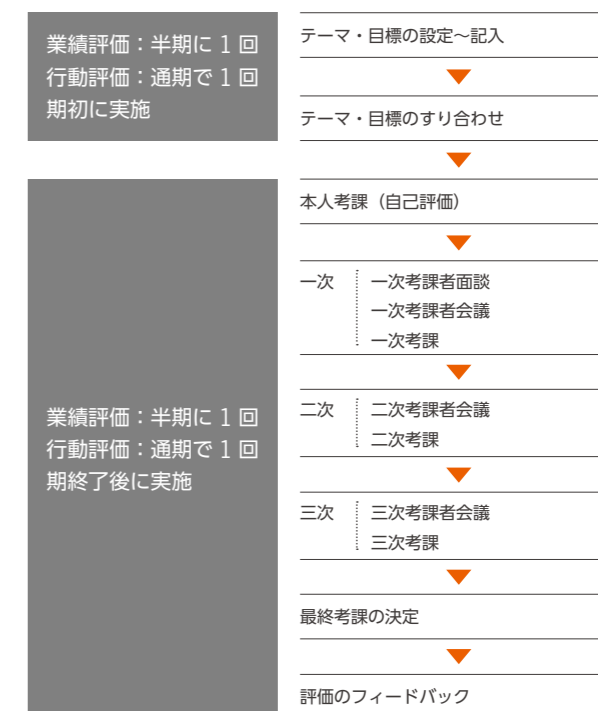 業績評価：半期に 1 回
行動評価：通期で 1 回
期初に実施
テーマ・目標の設定～記入
テーマ・目標のすり合わせ
業績評価：半期に 1 回
行動評価：通期で 1 回
期終了後に実施
本人考課（自己評価）
一次
一次考課者面談
一次考課者会議
一次考課
二次
二次考課者会議
二次考課
三次
三次考課者会議
三次考課
最終考課の決定
評価のフィードバック